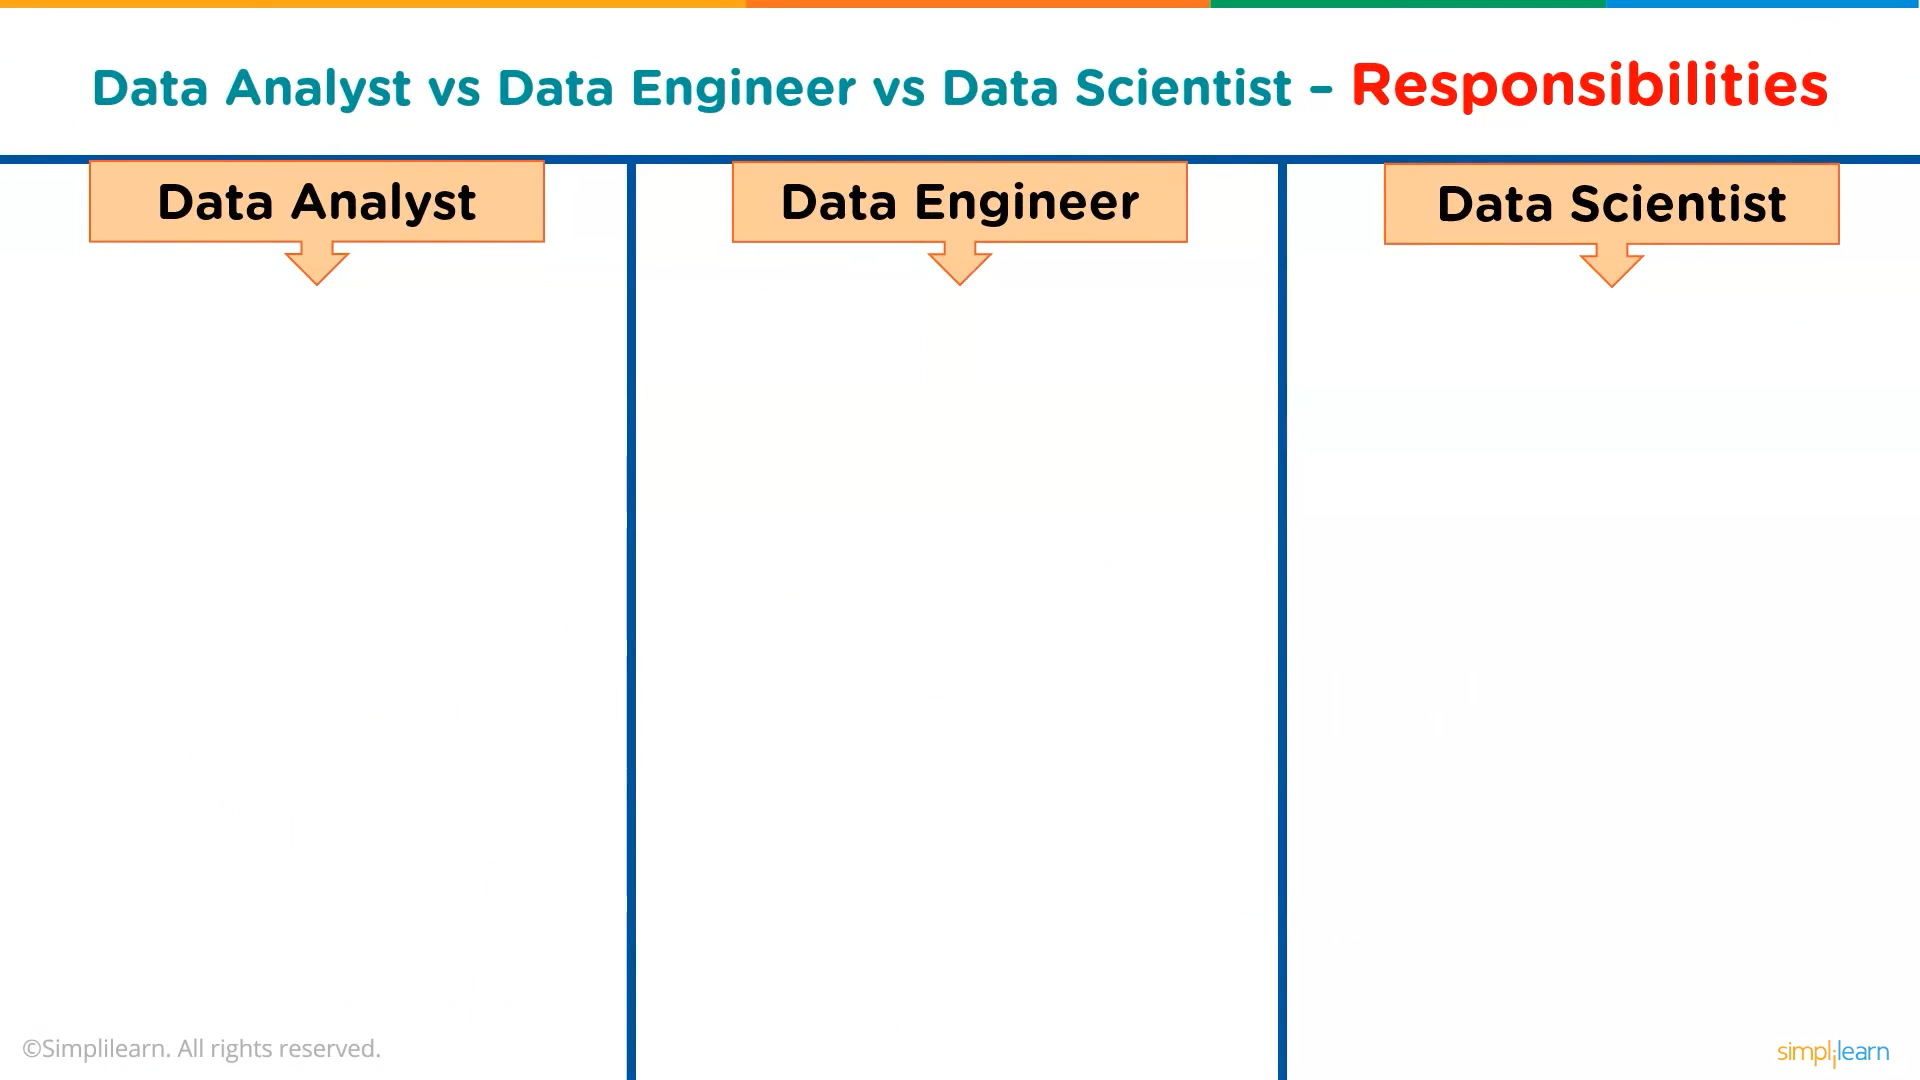 Data Analyst vs Data Engineer vs Data Scientist – Responsibilities
Data Analyst
Data Engineer
Data Scientist
©Simplilearn. All rights reserved.
simplilearn